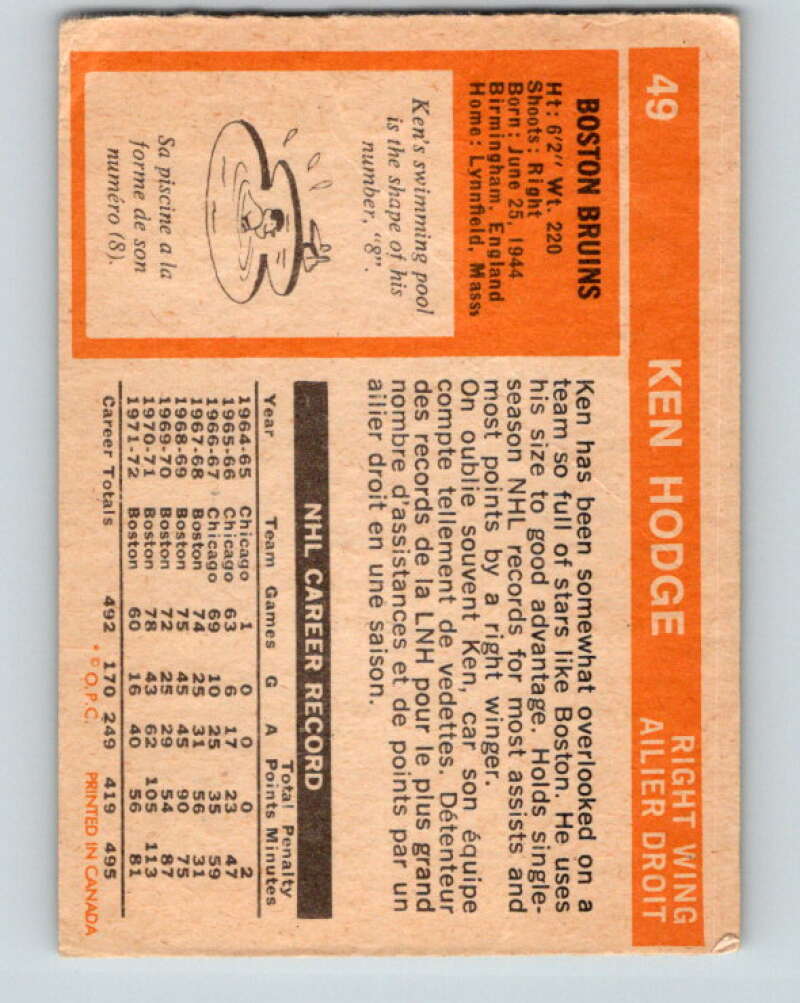 49
KEN HODGE
RIGHT WING
AILIER DROIT
BOSTON BRUINS
Ht: 6'2" Wt. 220
Shoots: Right
Born: June 25, 1944
Birmingham, England
Home: Lynnfield, Mass
Ken's swimming pool
is the shape of his
number, "8".
Sa piscine a la
forme de son
numéro (8).
Ken has been somewhat overlooked on a
team so full of stars like Boston. He uses
his size to good advantage. Holds single-
season NHL records for most assists and
most points by a right winger.
On oublie souvent Ken, car son équipe
compte tellement de vedettes. Détenteur
des records de la LNH pour le plus grand
nombre d'assistances et de points par un
ailier droit en une saison.
NHL CAREER RECORD
Total Penalty
Year Team Games G A Points Minutes
1964-65 Chicago 1 0 0 0 2
1965-66 Chicago 63 6 17 23 47
1966-67 Chicago 69 10 25 35 59
1967-68 Boston 74 25 31 56 31
1968-69 Boston 75 45 45 90 75
1969-70 Boston 72 25 29 54 87
1970-71 Boston 78 43 62 105 113
1971-72 Boston 60 16 40 56 81
Career Totals 492 170 249 419 495
* © O.P.C. PRINTED IN CANADA